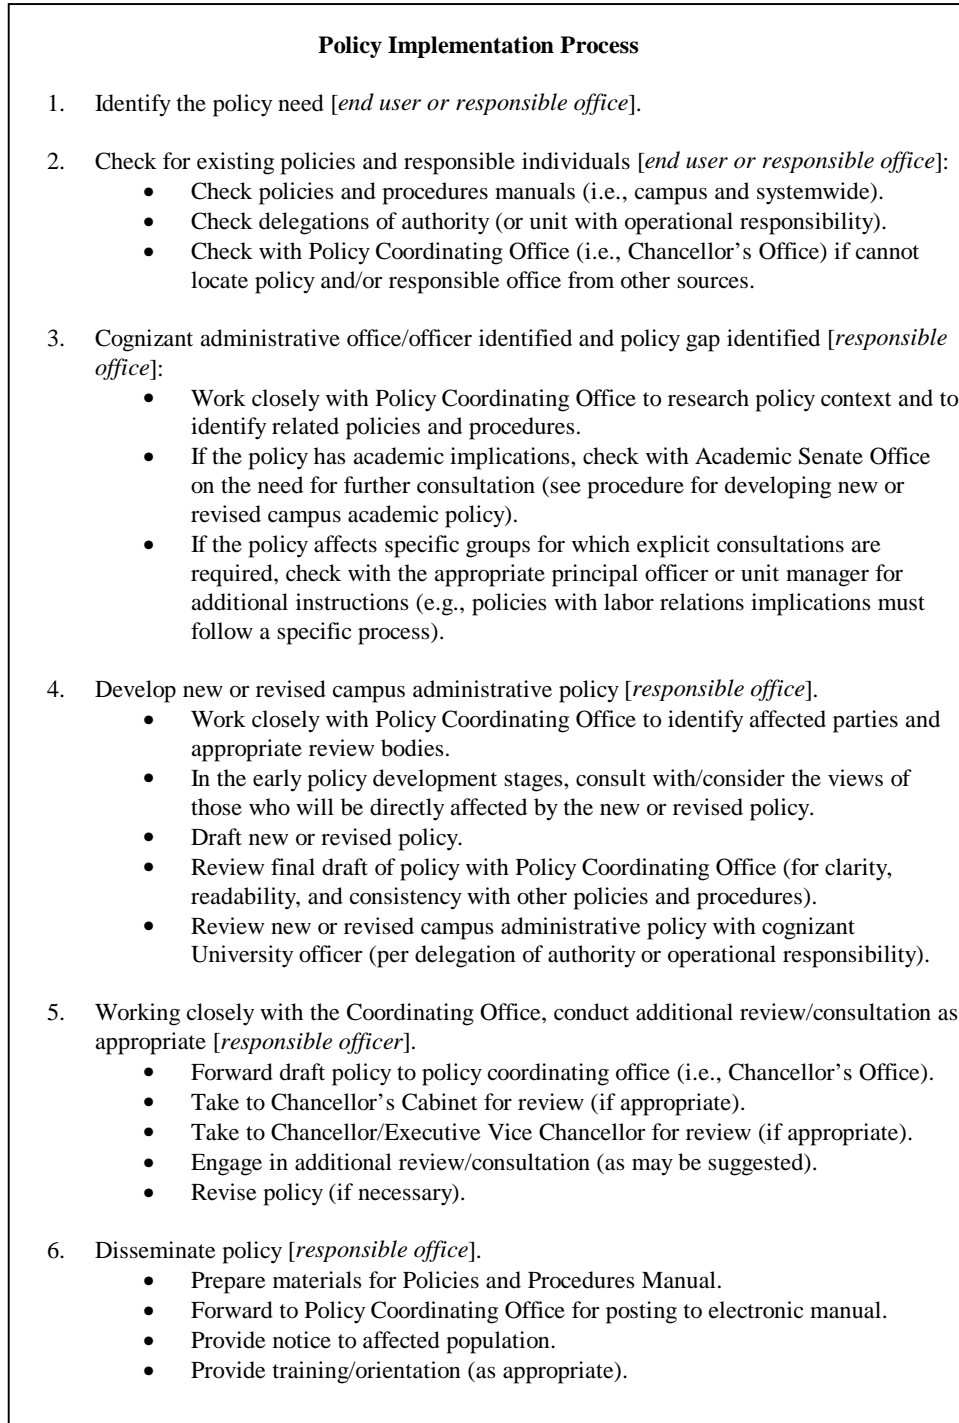 Policy Implementation Process
1. Identify the policy need [end user or responsible office].
2. Check for existing policies and responsible individuals [end user or responsible office]:
• Check policies and procedures manuals (i.e., campus and systemwide).
• Check delegations of authority (or unit with operational responsibility).
• Check with Policy Coordinating Office (i.e., Chancellor’s Office) if cannot
locate policy and/or responsible office from other sources.
3. Cognizant administrative office/officer identified and policy gap identified [responsible
office]:
• Work closely with Policy Coordinating Office to research policy context and to
identify related policies and procedures.
• If the policy has academic implications, check with Academic Senate Office
on the need for further consultation (see procedure for developing new or
revised campus academic policy).
• If the policy affects specific groups for which explicit consultations are
required, check with the appropriate principal officer or unit manager for
additional instructions (e.g., policies with labor relations implications must
follow a specific process).
4. Develop new or revised campus administrative policy [responsible office].
• Work closely with Policy Coordinating Office to identify affected parties and
appropriate review bodies.
• In the early policy development stages, consult with/consider the views of
those who will be directly affected by the new or revised policy.
• Draft new or revised policy.
• Review final draft of policy with Policy Coordinating Office (for clarity,
readability, and consistency with other policies and procedures).
• Review new or revised campus administrative policy with cognizant
University officer (per delegation of authority or operational responsibility).
5. Working closely with the Coordinating Office, conduct additional review/consultation as
appropriate [responsible officer].
• Forward draft policy to policy coordinating office (i.e., Chancellor’s Office).
• Take to Chancellor’s Cabinet for review (if appropriate).
• Take to Chancellor/Executive Vice Chancellor for review (if appropriate).
• Engage in additional review/consultation (as may be suggested).
• Revise policy (if necessary).
6. Disseminate policy [responsible office].
• Prepare materials for Policies and Procedures Manual.
• Forward to Policy Coordinating Office for posting to electronic manual.
• Provide notice to affected population.
• Provide training/orientation (as appropriate).